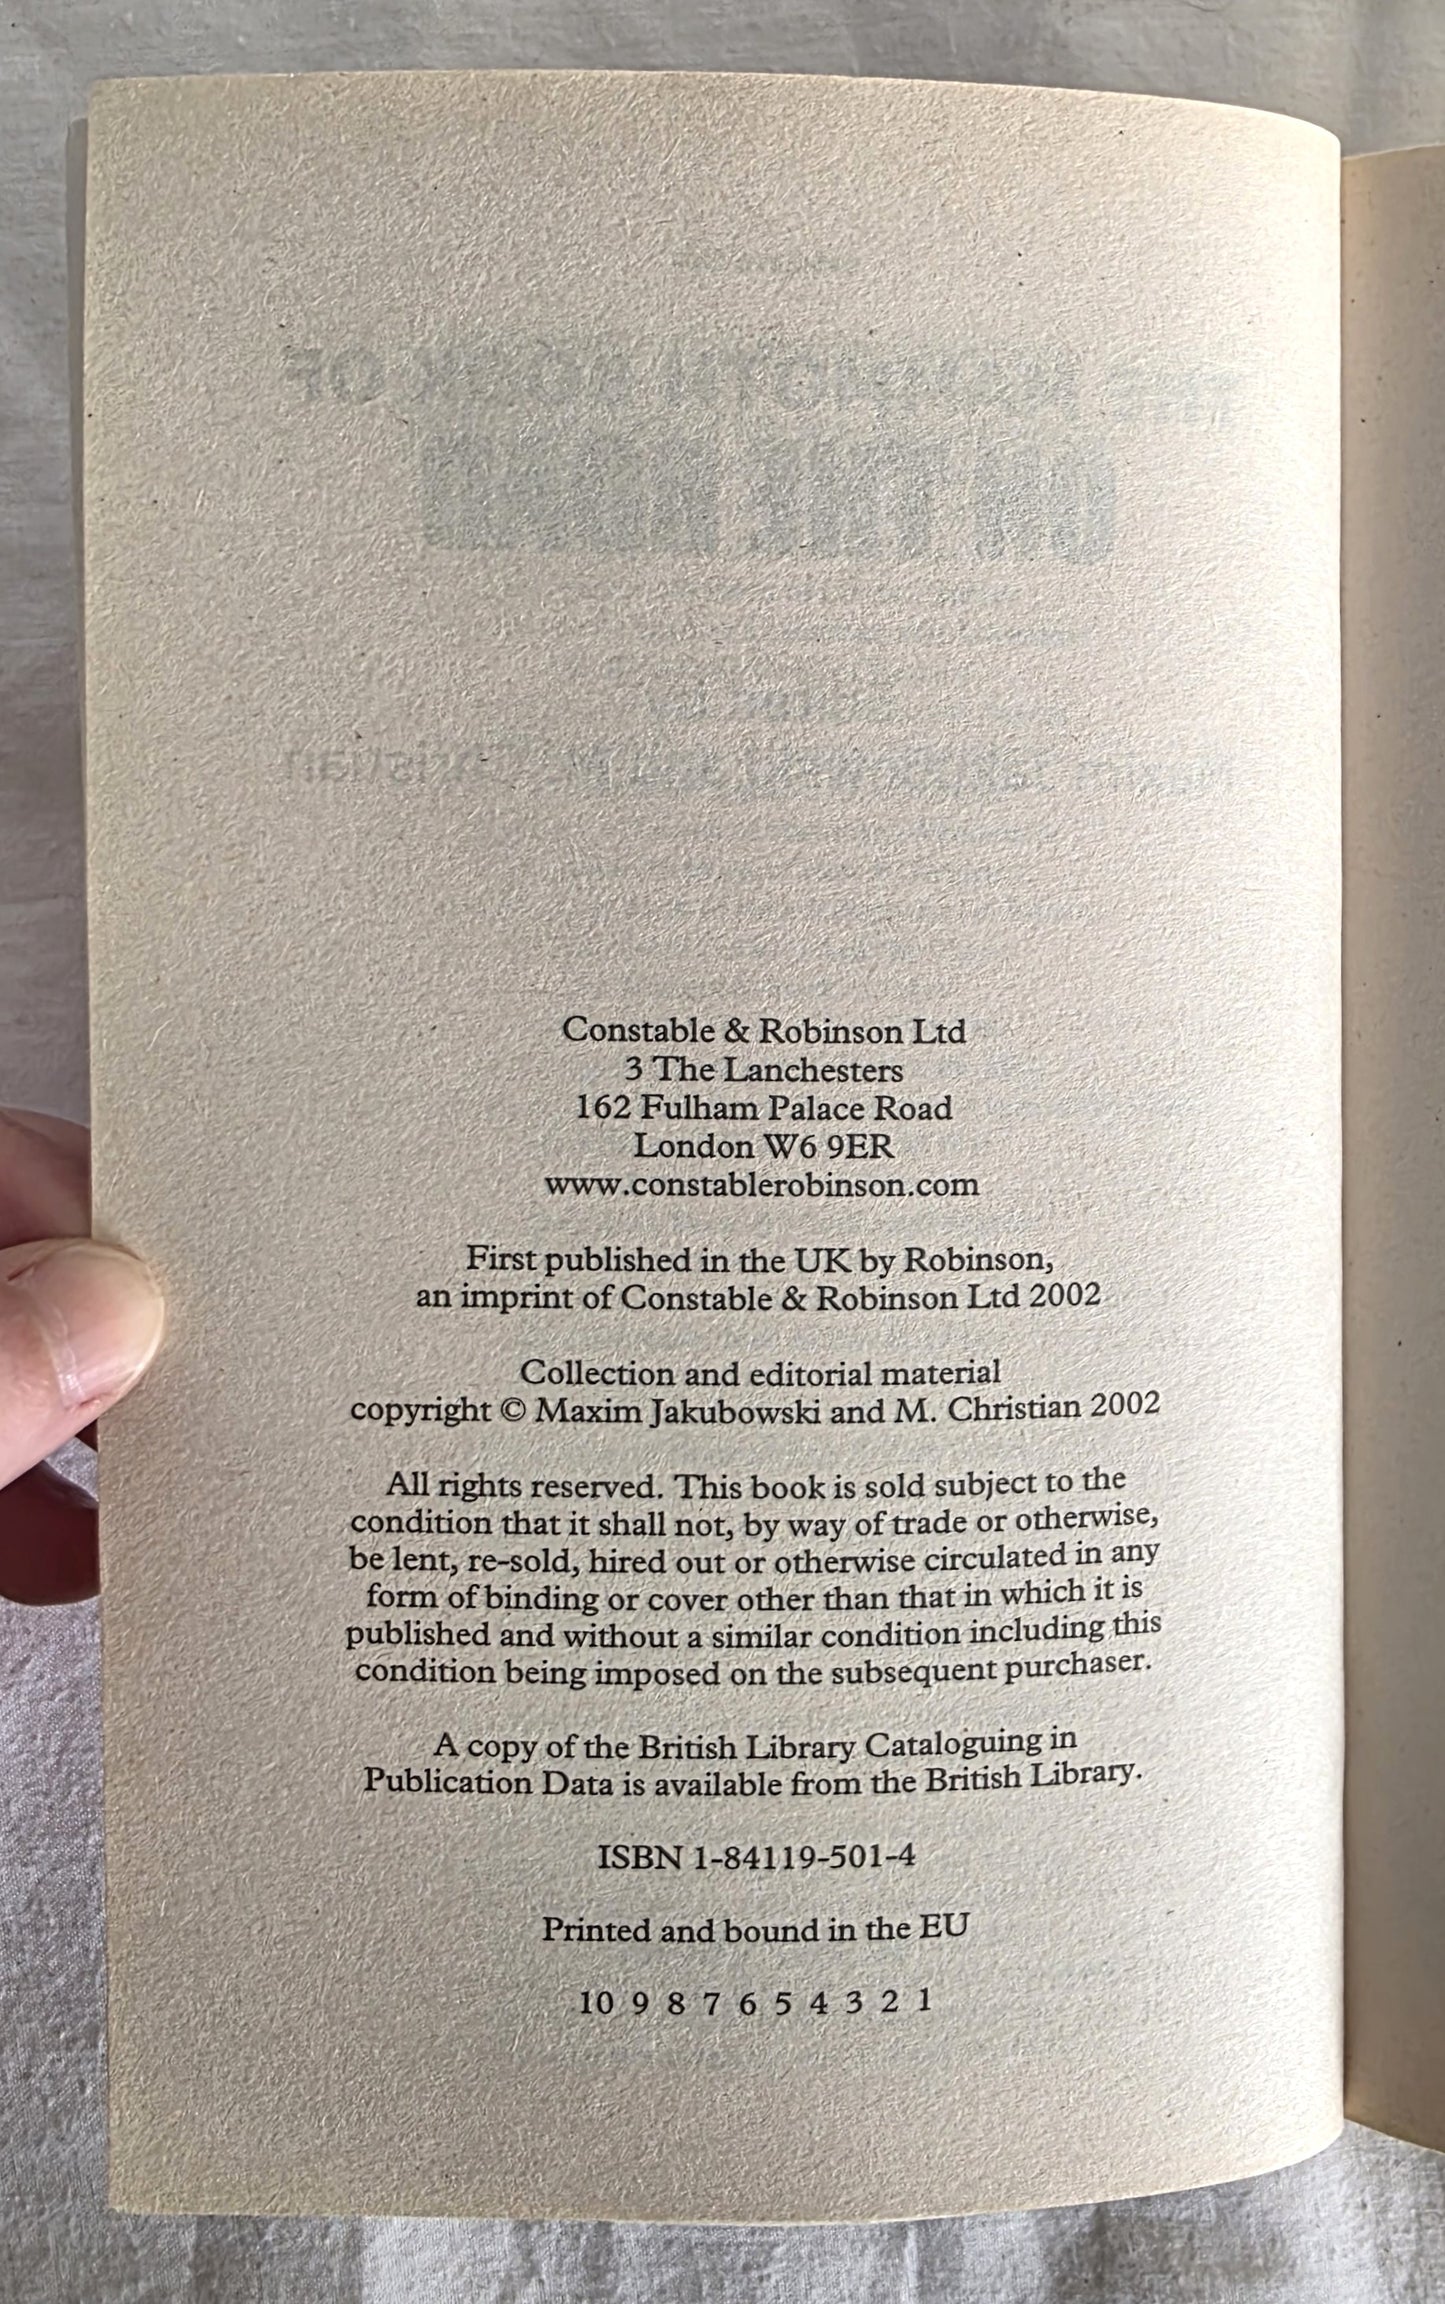 Constable & Robinson Ltd
3 The Lanchesters
162 Fulham Palace Road
London W6 9ER
www.constablerobinson.com
First published in the UK by Robinson,
an imprint of Constable & Robinson Ltd 2002
Collection and editorial material
copyright © Maxim Jakubowski and M. Christian 2002
All rights reserved. This book is sold subject to the
condition that it shall not, by way of trade or otherwise,
be lent, re-sold, hired out or otherwise circulated in any
form of binding or cover other than that in which it is
published and without a similar condition including this
condition being imposed on the subsequent purchaser.
A copy of the British Library Cataloguing in
Publication Data is available from the British Library.
ISBN 1-84119-501-4
Printed and bound in the EU
10 9 8 7 6 5 4 3 2 1